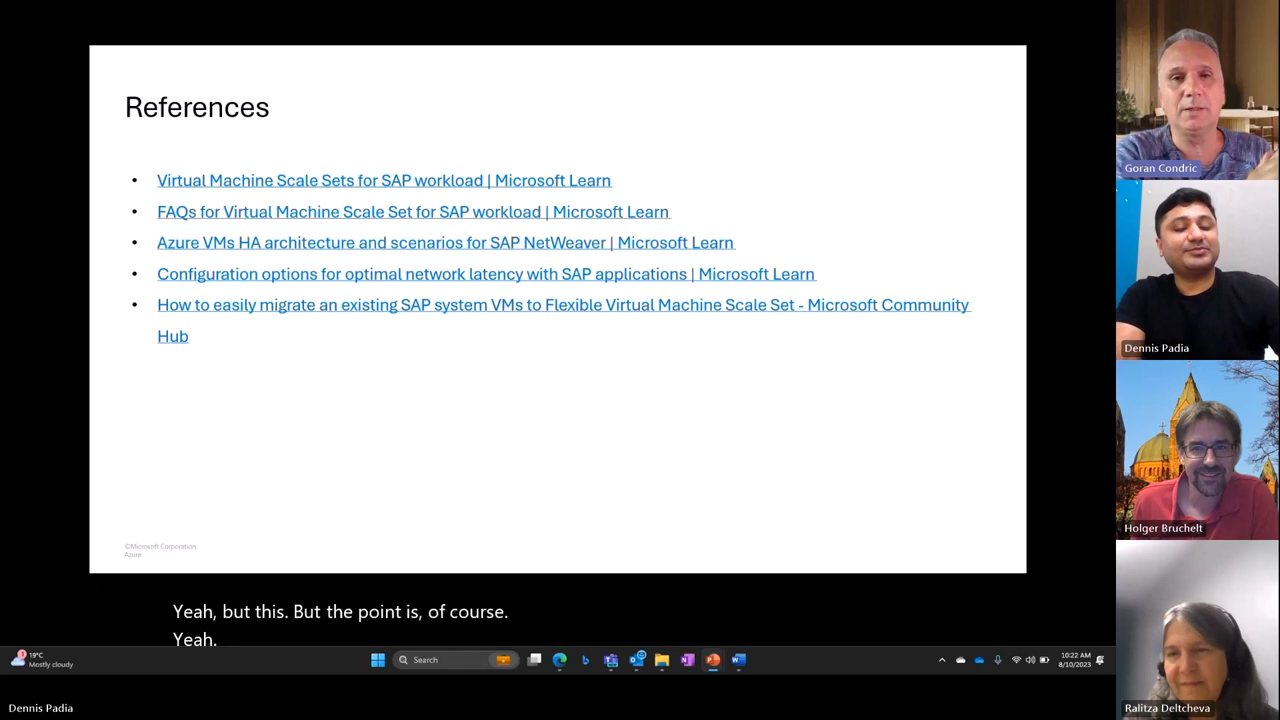 References
• Virtual Machine Scale Sets for SAP workload | Microsoft Learn
• FAQs for Virtual Machine Scale Set for SAP workload | Microsoft Learn
• Azure VMs HA architecture and scenarios for SAP NetWeaver | Microsoft Learn
• Configuration options for optimal network latency with SAP applications | Microsoft Learn
• How to easily migrate an existing SAP system VMs to Flexible Virtual Machine Scale Set - Microsoft Community
Hub
©Microsoft Corporation
Azure
Goran Condric
Dennis Padia
Holger Bruchelt
Ralitza Deltcheva
Yeah, but this. But the point is, of course.
Yeah.
1
19°C
Mostly cloudy
Search
10:22 AM
8/10/2023
Dennis Padia